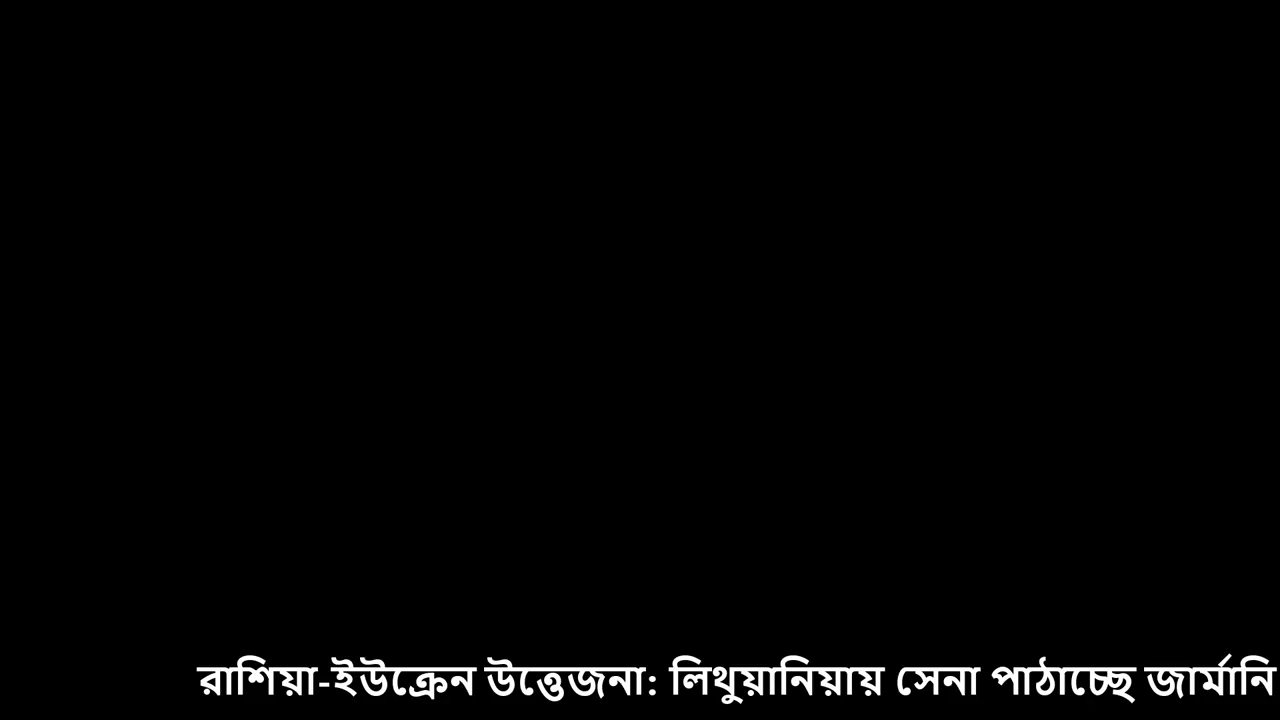 রাশিয়া-ইউক্রেন উত্তেজনা: লিথুয়ানিয়ায় সেনা পাঠাচ্ছে জার্মানি